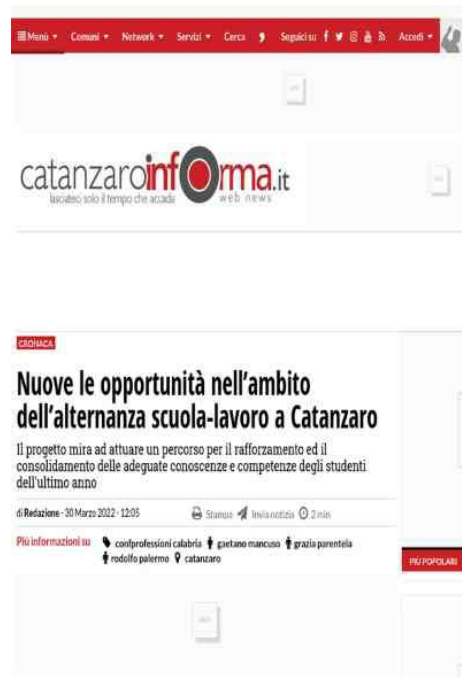 Menù Comuni Network Servizi Cerca Seguici su Accedi
catanzaroinforma.it
lasciateci solo il tempo che accada web news
CRONACA
Nuove le opportunità nell'ambito
dell'alternanza scuola-lavoro a Catanzaro
Il progetto mira ad attuare un percorso per il rafforzamento ed il
consolidamento delle adeguate conoscenze e competenze degli studenti
dell'ultimo anno
di Redazione - 30 Marzo 2022 - 12:05 Stampa Invia notizia 2 min
Più informazioni su confprofessioni calabria gaetano mancuso grazia parentela
rodolfo palermo catanzaro
PIÙ POPOLARI